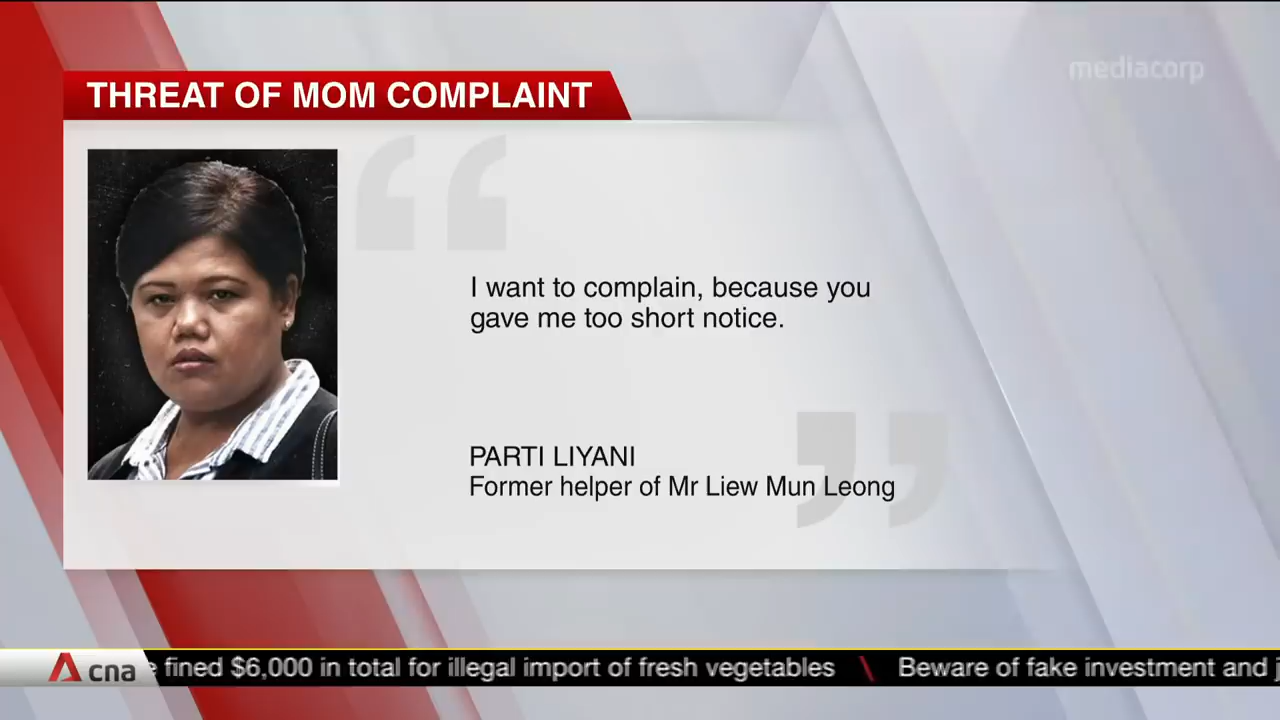 mediacorp
THREAT OF MOM COMPLAINT
I want to complain, because you
gave me too short notice.
PARTI LIYANI
Former helper of Mr Liew Mun Leong
cna
fined $6,000 in total for illegal import of fresh vegetables \ Beware of fake investment and